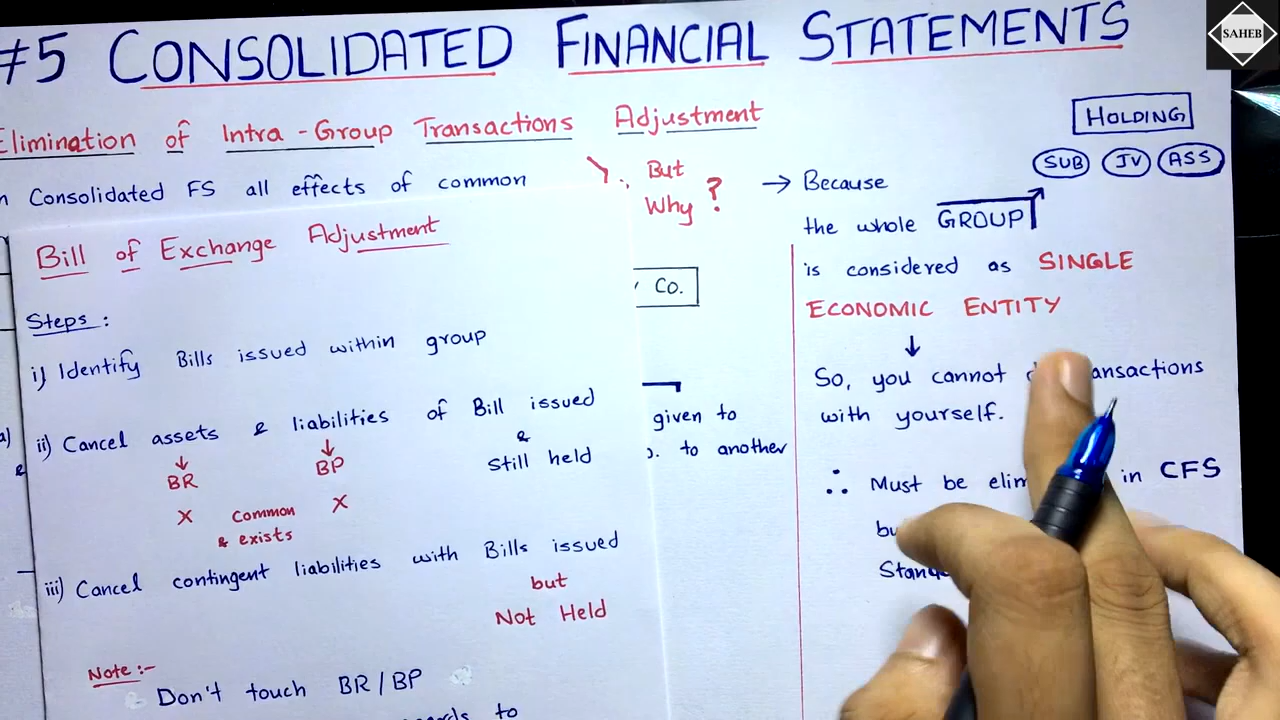 #5 CONSOLIDATED FINANCIAL STATEMENTS
SAHEB
Elimination of Intra-Group Transactions Adjustment
Consolidated FS all effects of common
But
Why ?
→ Because
the whole GROUP
is considered as SINGLE
ECONOMIC ENTITY
↓
So, you cannot
with yourself.
∴ Must be in CFS
HOLDING
SUB JV ASS
Co.
given to
to another
Bill of Exchange Adjustment
Steps :
i) Identify Bills issued within group
ii) Cancel assets & liabilities of Bill issued
& still held
↓ ↓
BR BP
X X
Common
& exists
iii) Cancel contingent liabilities with Bills issued
but
Not Held
Note :-
Don't touch BR/BP
to